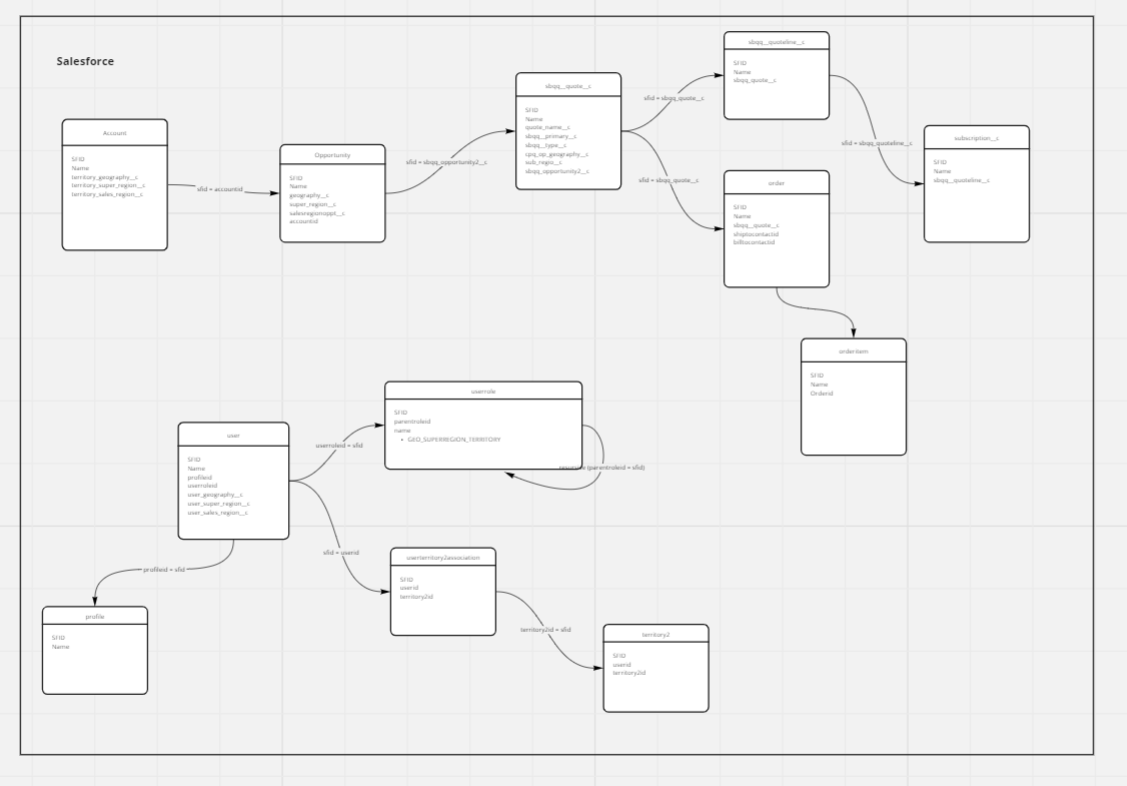 Salesforce
Account
SFID
Name
territory_geography__c
territory_super_region__c
territory_sales_region__c
sfid = accountid
Opportunity
SFID
Name
geography__c
super_region__c
salesregionoppt__c
accountid
sfid = sbqq_opportunity2__c
sbqq__quote__c
SFID
Name
quote_name__c
sbqq__primary__c
sbqq__type__c
cpq_op_geography__c
sub_regio__c
sbqq_opportunity2__c
sfid = sbqq_quote__c
sfid = sbqq_quote__c
sbqq__quoteline__c
SFID
Name
sbqq_quote__c
sfid = sbqq_quoteline__c
subscription__c
SFID
Name
sbqq__quoteline__c
order
SFID
Name
sbqq__quote__c
shiptocontactid
billtocontactid
orderitem
SFID
Name
Orderid
user
SFID
Name
profileid
userroleid
user_geography__c
user_super_region__c
user_sales_region__c
userroleid = sfid
userrole
SFID
parentroleid
name
• GEO_SUPERREGION_TERRITORY
(parentroleid = sfid)
sfid = userid
userterritory2association
SFID
userid
territory2id
profileid = sfid
profile
SFID
Name
territory2id = sfid
territory2
SFID
userid
territory2id